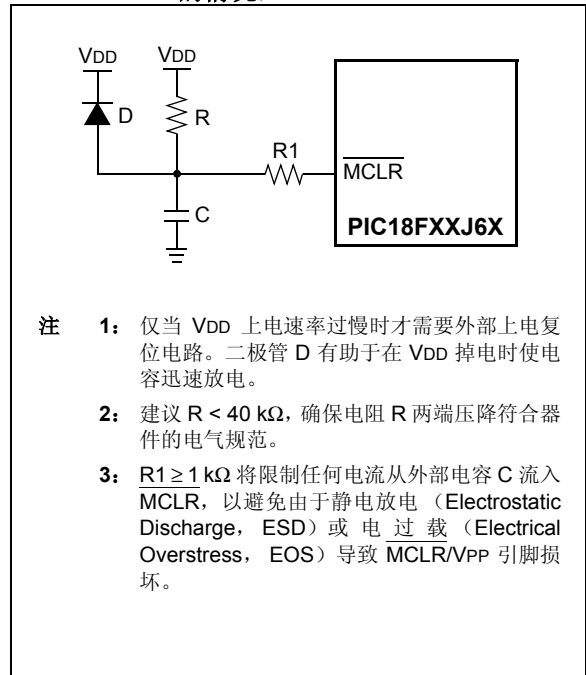 VDD VDD
D
R
R1
MCLR
C
PIC18FXXJ6X
注 1： 仅当 VDD 上电速率过慢时才需要外部上电复
位电路。二极管 D 有助于在 VDD 掉电时使电
容迅速放电。
2： 建议 R < 40 kΩ，确保电阻 R 两端压降符合器
件的电气规范。
3： R1 ≥ 1 kΩ 将限制任何电流从外部电容 C 流入
MCLR，以避免由于静电放电 （Electrostatic
Discharge， ESD）或 电 过 载 （Electrical
Overstress， EOS）导致 MCLR/VPP 引脚损
坏。